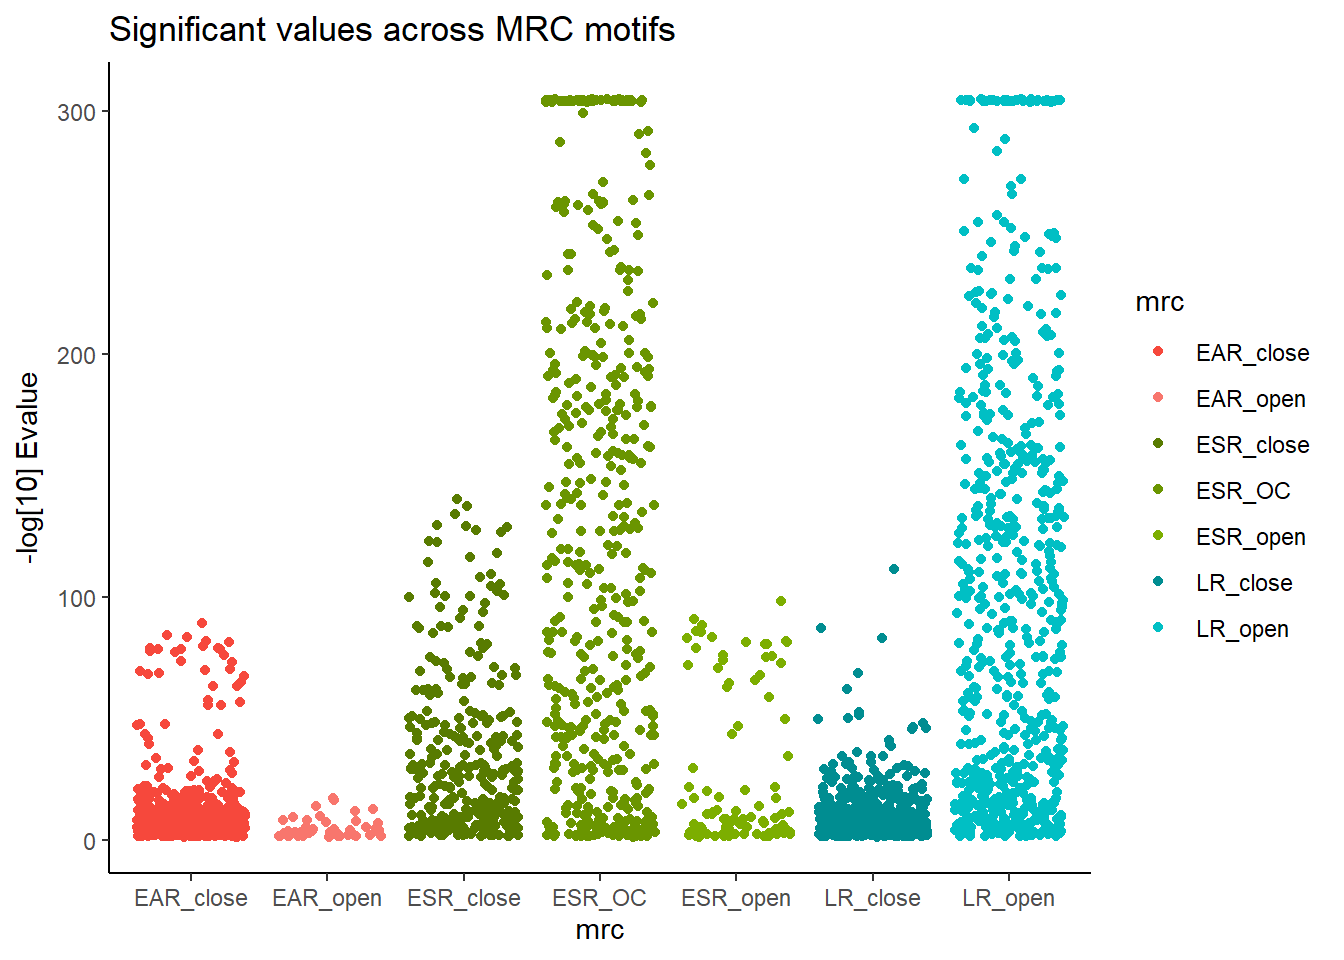 Significant values across MRC motifs
-log[10] Evalue
300
200
100
0
EAR_close
EAR_open
ESR_close
ESR_OC
ESR_open
LR_close
LR_open
mrc
mrc
EAR_close
EAR_open
ESR_close
ESR_OC
ESR_open
LR_close
LR_open